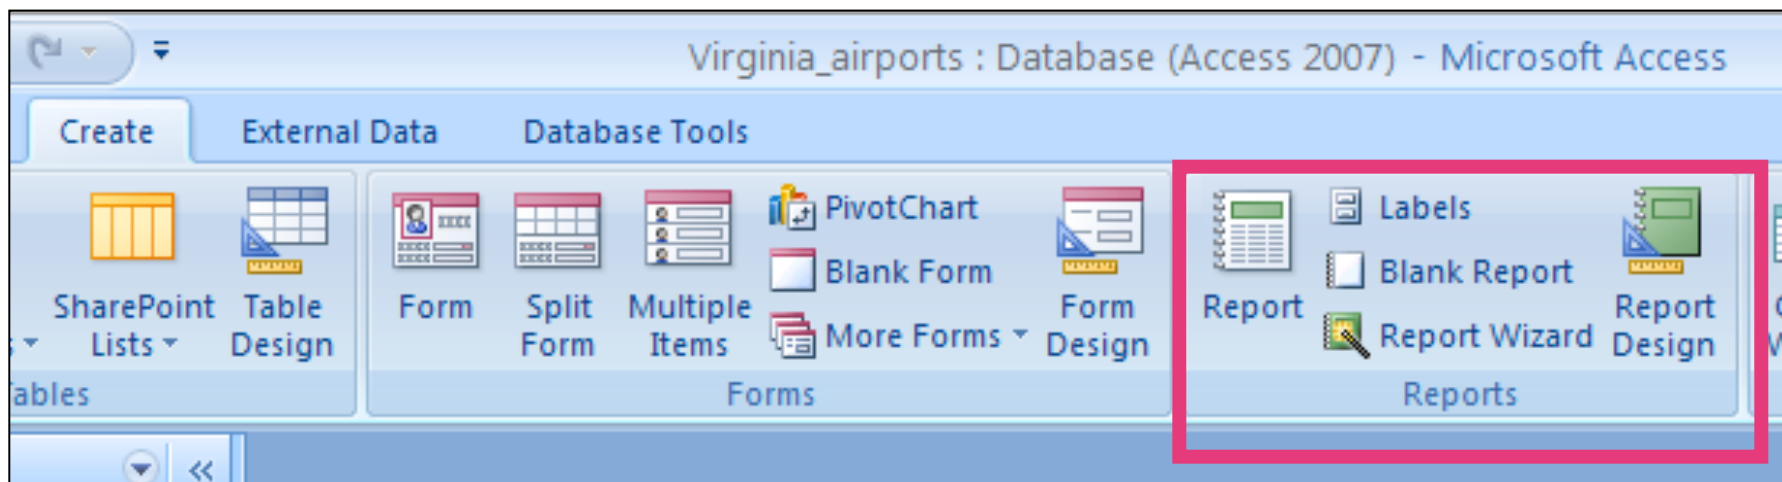 Virginia_airports : Database (Access 2007) - Microsoft Access
Create External Data Database Tools
SharePoint Lists
Table Design
Form
Split Form
Multiple Items
PivotChart
Blank Form
More Forms
Form Design
Report
Labels
Blank Report
Report Wizard
Report Design
Forms
Reports